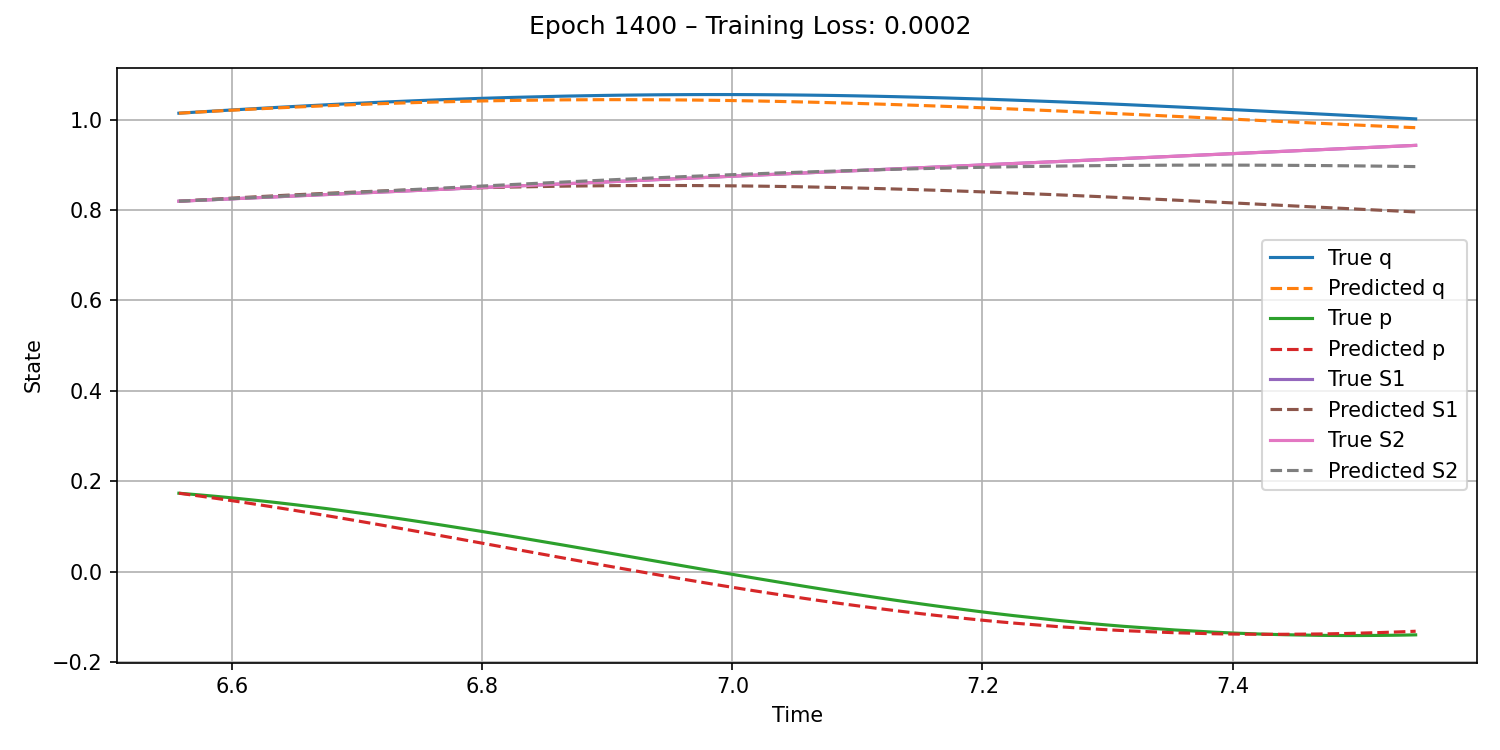 Epoch 1400 – Training Loss: 0.0002
1.0
0.8
0.6
0.4
0.2
0.0
−0.2
State
True q
Predicted q
True p
Predicted p
True S1
Predicted S1
True S2
Predicted S2
6.6 6.8 7.0 7.2 7.4
Time